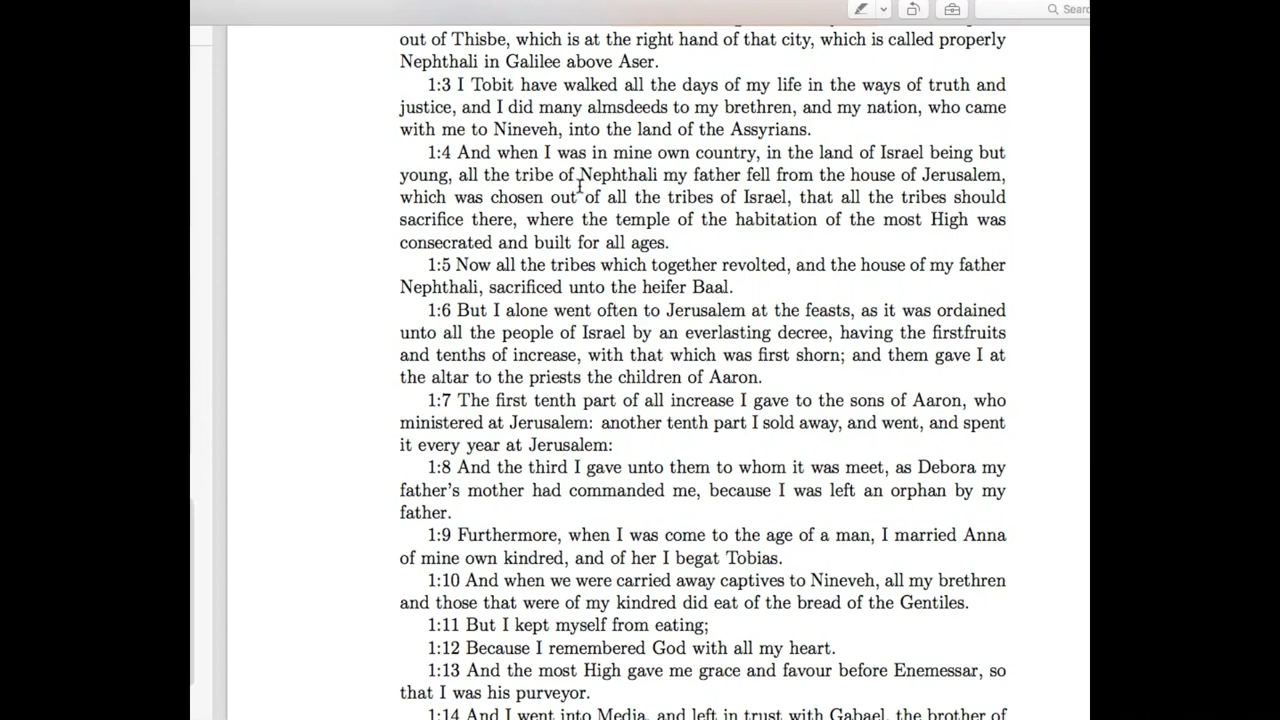 Searc
out of Thisbe, which is at the right hand of that city, which is called properly
Nephthali in Galilee above Aser.
1:3 I Tobit have walked all the days of my life in the ways of truth and
justice, and I did many almsdeeds to my brethren, and my nation, who came
with me to Nineveh, into the land of the Assyrians.
1:4 And when I was in mine own country, in the land of Israel being but
young, all the tribe of Nephthali my father fell from the house of Jerusalem,
which was chosen out of all the tribes of Israel, that all the tribes should
sacrifice there, where the temple of the habitation of the most High was
consecrated and built for all ages.
1:5 Now all the tribes which together revolted, and the house of my father
Nephthali, sacrificed unto the heifer Baal.
1:6 But I alone went often to Jerusalem at the feasts, as it was ordained
unto all the people of Israel by an everlasting decree, having the firstfruits
and tenths of increase, with that which was first shorn; and them gave I at
the altar to the priests the children of Aaron.
1:7 The first tenth part of all increase I gave to the sons of Aaron, who
ministered at Jerusalem: another tenth part I sold away, and went, and spent
it every year at Jerusalem:
1:8 And the third I gave unto them to whom it was meet, as Debora my
father's mother had commanded me, because I was left an orphan by my
father.
1:9 Furthermore, when I was come to the age of a man, I married Anna
of mine own kindred, and of her I begat Tobias.
1:10 And when we were carried away captives to Nineveh, all my brethren
and those that were of my kindred did eat of the bread of the Gentiles.
1:11 But I kept myself from eating;
1:12 Because I remembered God with all my heart.
1:13 And the most High gave me grace and favour before Enemessar, so
that I was his purveyor.
1:14 And I went into Media, and left in trust with Gabael, the brother of